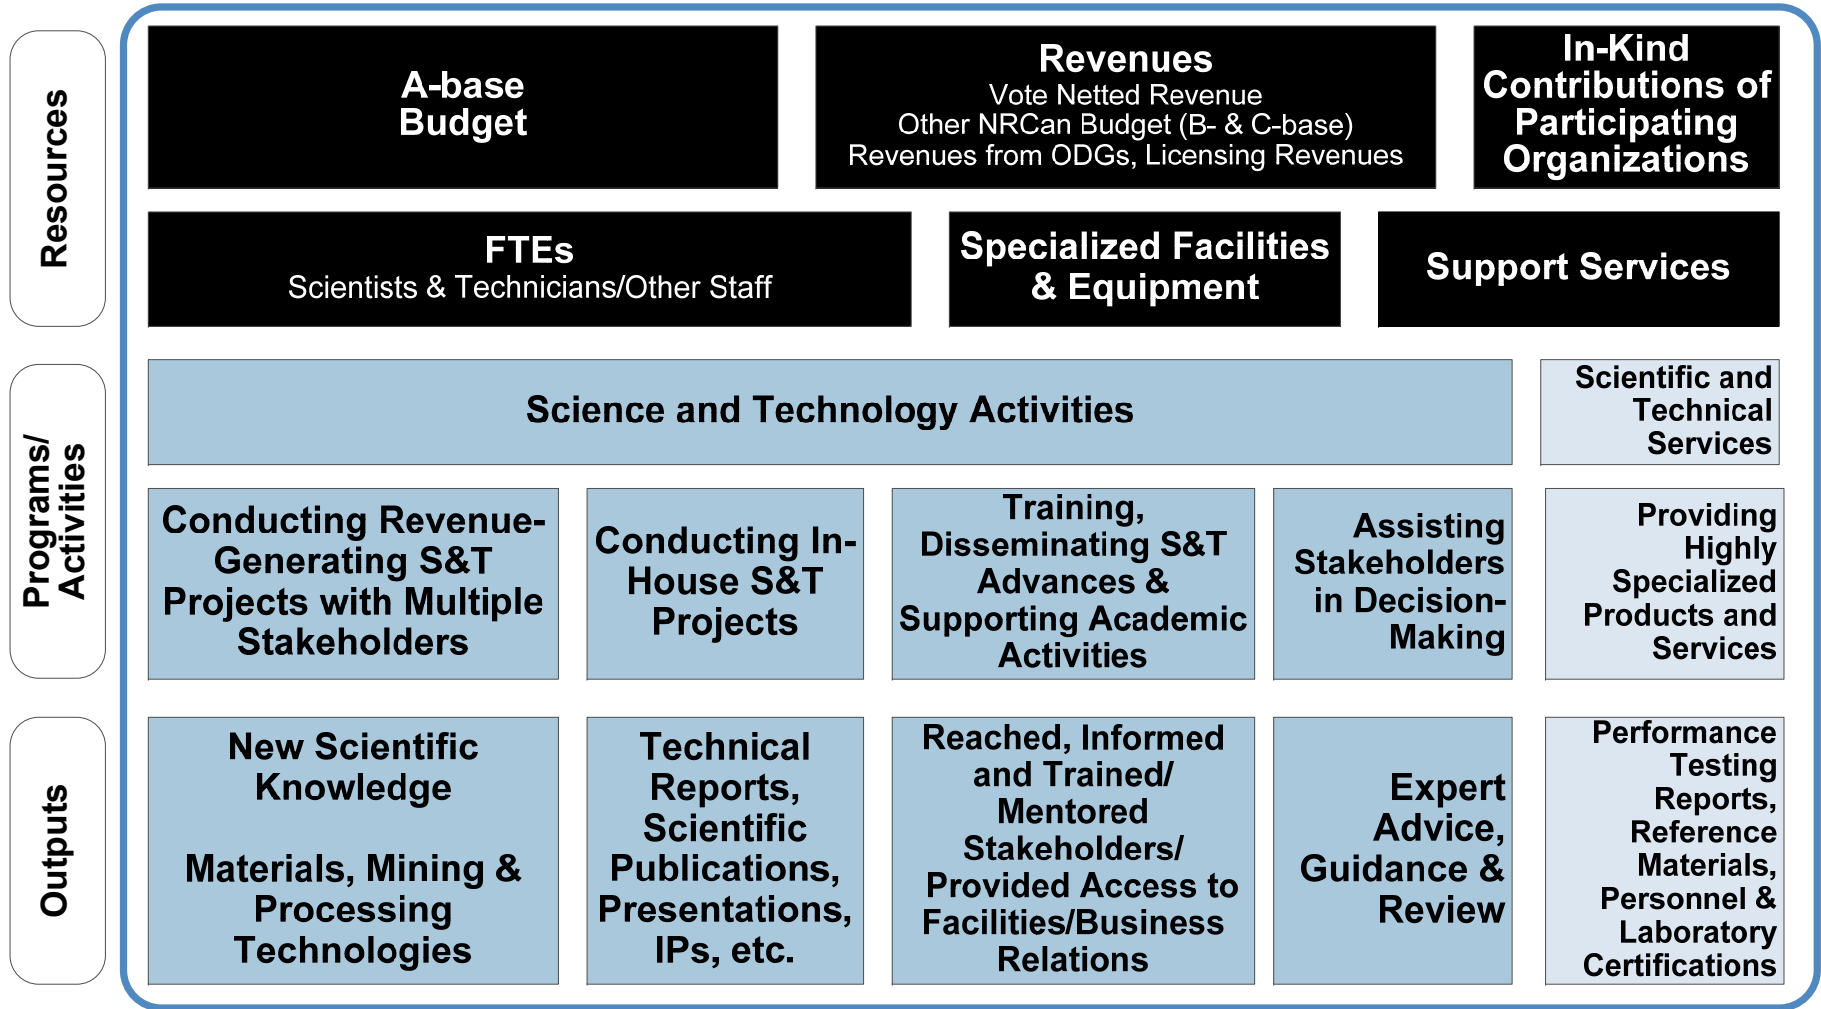 Resources
A-base
Budget
Revenues
Vote Netted Revenue
Other NRCan Budget (B- & C-base)
Revenues from ODGs, Licensing Revenues
In-Kind
Contributions of
Participating
Organizations
FTEs
Scientists & Technicians/Other Staff
Specialized Facilities
& Equipment
Support Services
Programs/
Activities
Science and Technology Activities
Scientific and
Technical
Services
Conducting Revenue-
Generating S&T
Projects with Multiple
Stakeholders
Conducting In-
House S&T
Projects
Training,
Disseminating S&T
Advances &
Supporting Academic
Activities
Assisting
Stakeholders
in Decision-
Making
Providing
Highly
Specialized
Products and
Services
Outputs
New Scientific
Knowledge
Materials, Mining &
Processing
Technologies
Technical
Reports,
Scientific
Publications,
Presentations,
IPs, etc.
Reached, Informed
and Trained/
Mentored
Stakeholders/
Provided Access to
Facilities/Business
Relations
Expert
Advice,
Guidance &
Review
Performance
Testing
Reports,
Reference
Materials,
Personnel &
Laboratory
Certifications